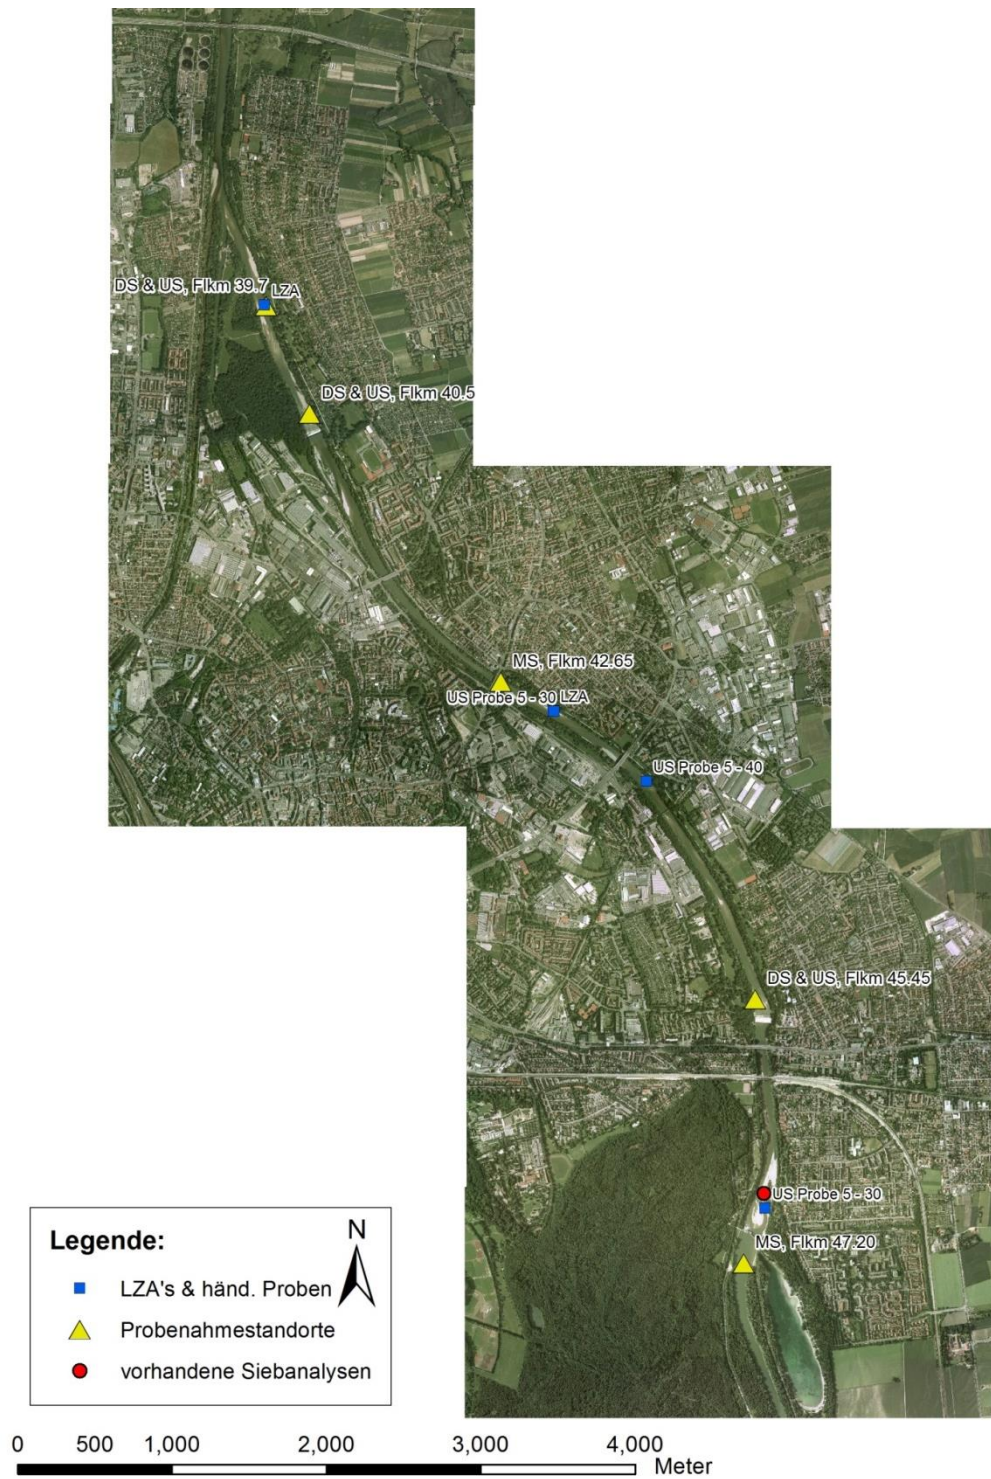 DS & US, Flkm 39.7
LZA
DS & US, Flkm 40.5
MS, Flkm 42.65
US Probe 5 - 30 LZA
US Probe 5 - 40
DS & US, Flkm 45.45
US Probe 5 - 30
MS, Flkm 47.20
Legende:
N
LZA's & händ. Proben
Probenahmestandorte
vorhandene Siebanalysen
0 500 1,000 2,000 3,000 4,000
Meter